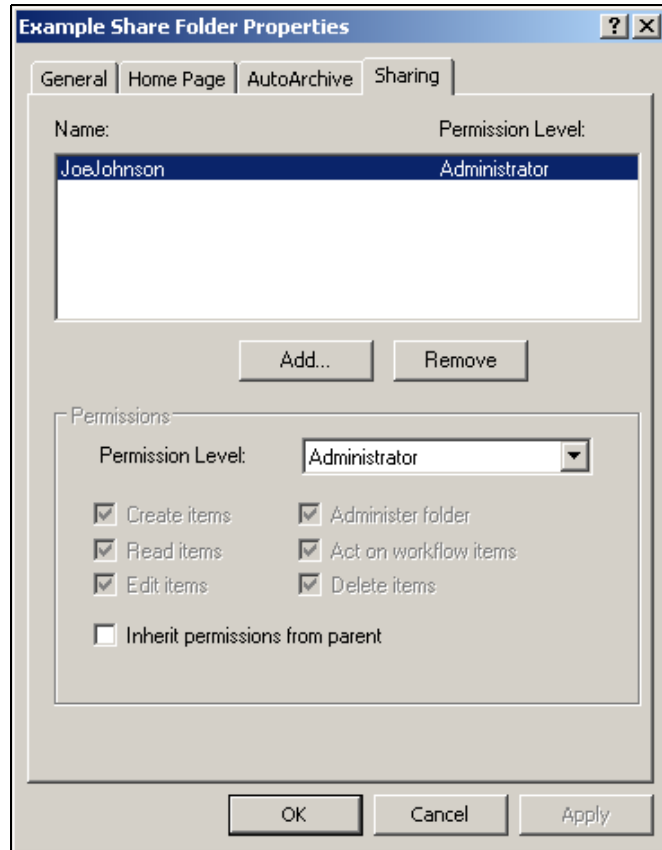 Example Share Folder Properties
General Home Page AutoArchive Sharing
Name: Permission Level:
JoeJohnson Administrator
Add... Remove
Permissions
Permission Level: Administrator
Create items Administer folder
Read items Act on workflow items
Edit items Delete items
Inherit permissions from parent
OK Cancel Apply